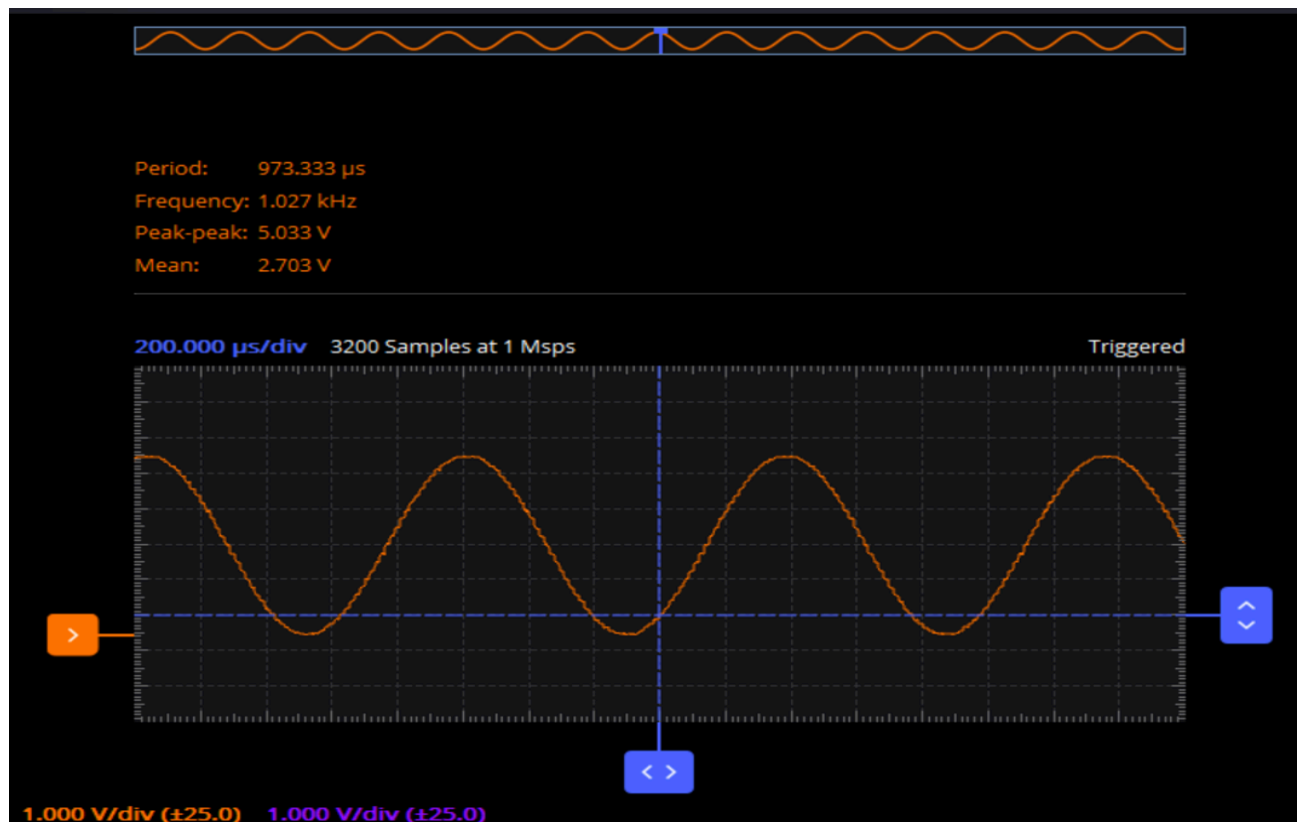 Period: 973.333 µs
Frequency: 1.027 kHz
Peak-peak: 5.033 V
Mean: 2.703 V
200.000 µs/div 3200 Samples at 1 Msps Triggered
1.000 V/div (±25.0) 1.000 V/div (±25.0)